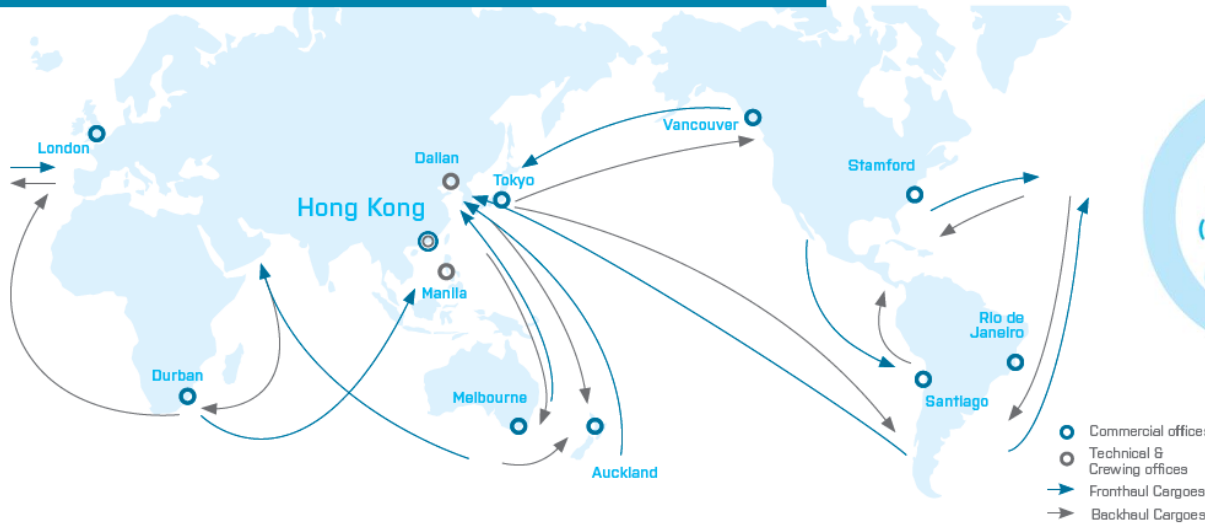 London
Dalian
Tokyo
Hong Kong
Manila
Durban
Melbourne
Auckland
Vancouver
Stamford
Rio de
Janeiro
Santiago
Commercial offices
Technical &
Crewing offices
Fronthaul Cargoes
Backhaul Cargoes
(